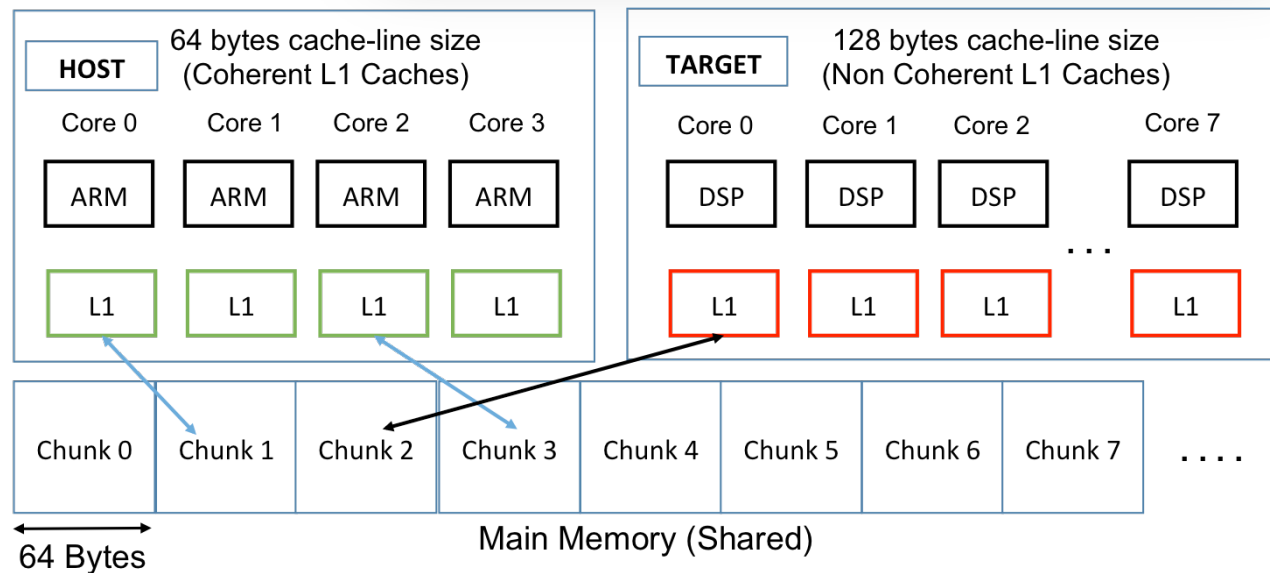 HOST
64 bytes cache-line size
(Coherent L1 Caches)
Core 0
Core 1
Core 2
Core 3
ARM
ARM
ARM
ARM
L1
L1
L1
L1
TARGET
128 bytes cache-line size
(Non Coherent L1 Caches)
Core 0
Core 1
Core 2
Core 7
DSP
DSP
DSP
DSP
. . .
L1
L1
L1
L1
Chunk 0
Chunk 1
Chunk 2
Chunk 3
Chunk 4
Chunk 5
Chunk 6
Chunk 7
. . . .
64 Bytes
Main Memory (Shared)